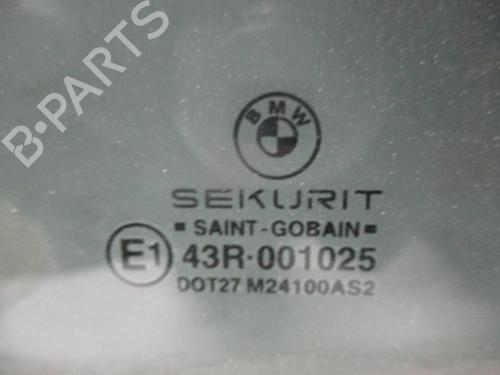 B-PARTS
BMW
SEKURIT
SAINT-GOBAIN
E1 43R-001025
DOT27 M24100AS2